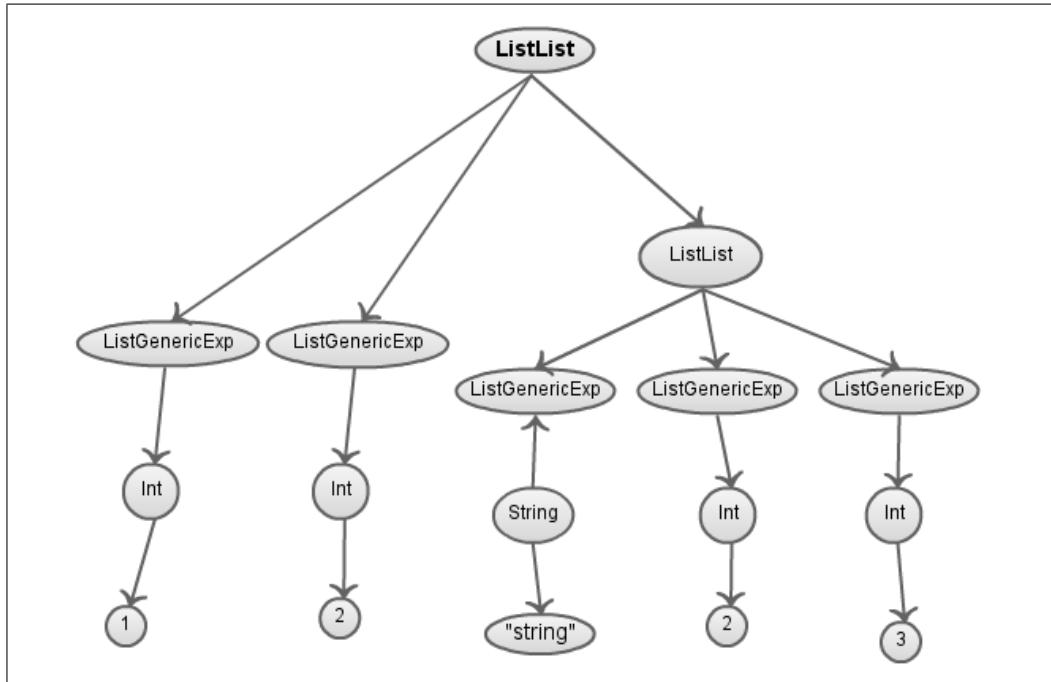 ListList
ListList
ListGenericExp
ListGenericExp
ListGenericExp
ListGenericExp
ListGenericExp
Int
Int
String
Int
Int
1
2
"string"
2
3